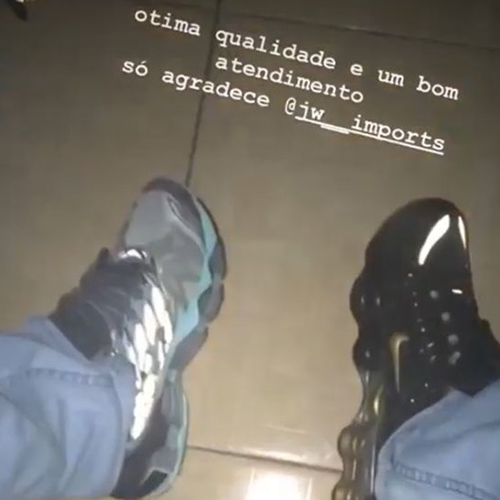 otima qualidade e um bom
atendimento
só agradece @jw__imports